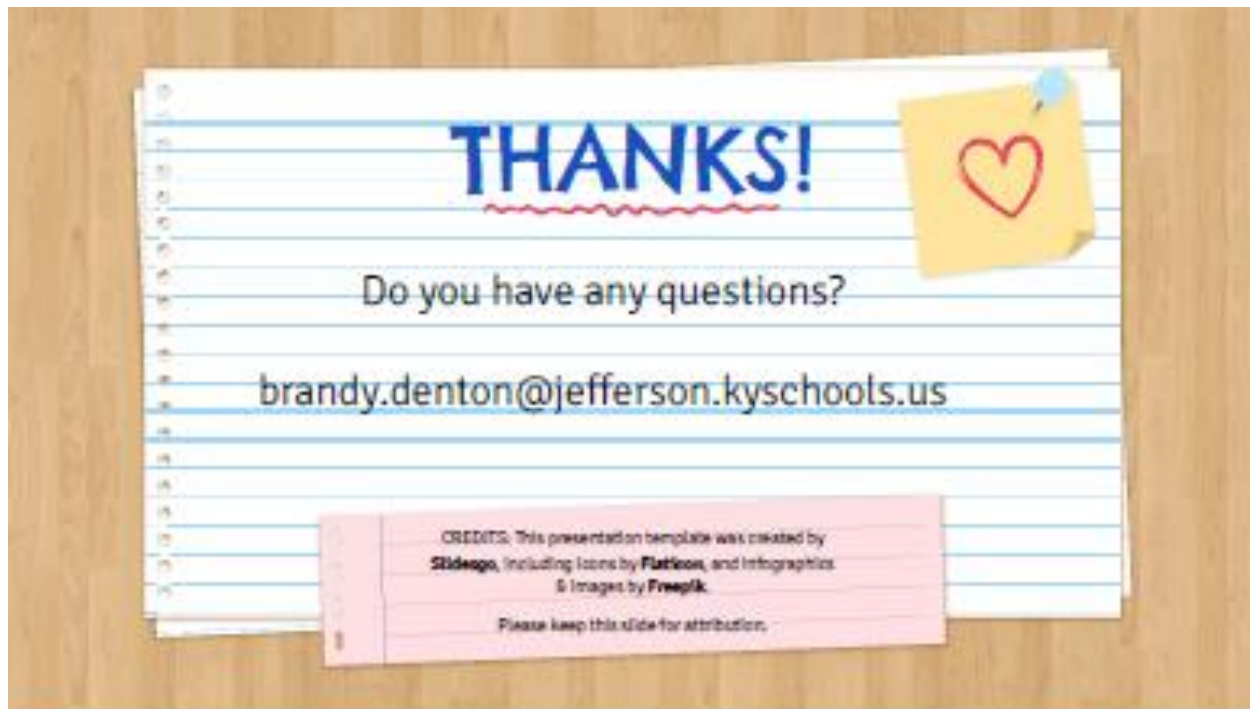 THANKS!
Do you have any questions?
brandy.denton@jefferson.kyschools.us
CREDITS: This presentation template was created by
Slidesgo, including icons by Flaticon, and infographics
& images by Freepik
Please keep this slide for attribution.